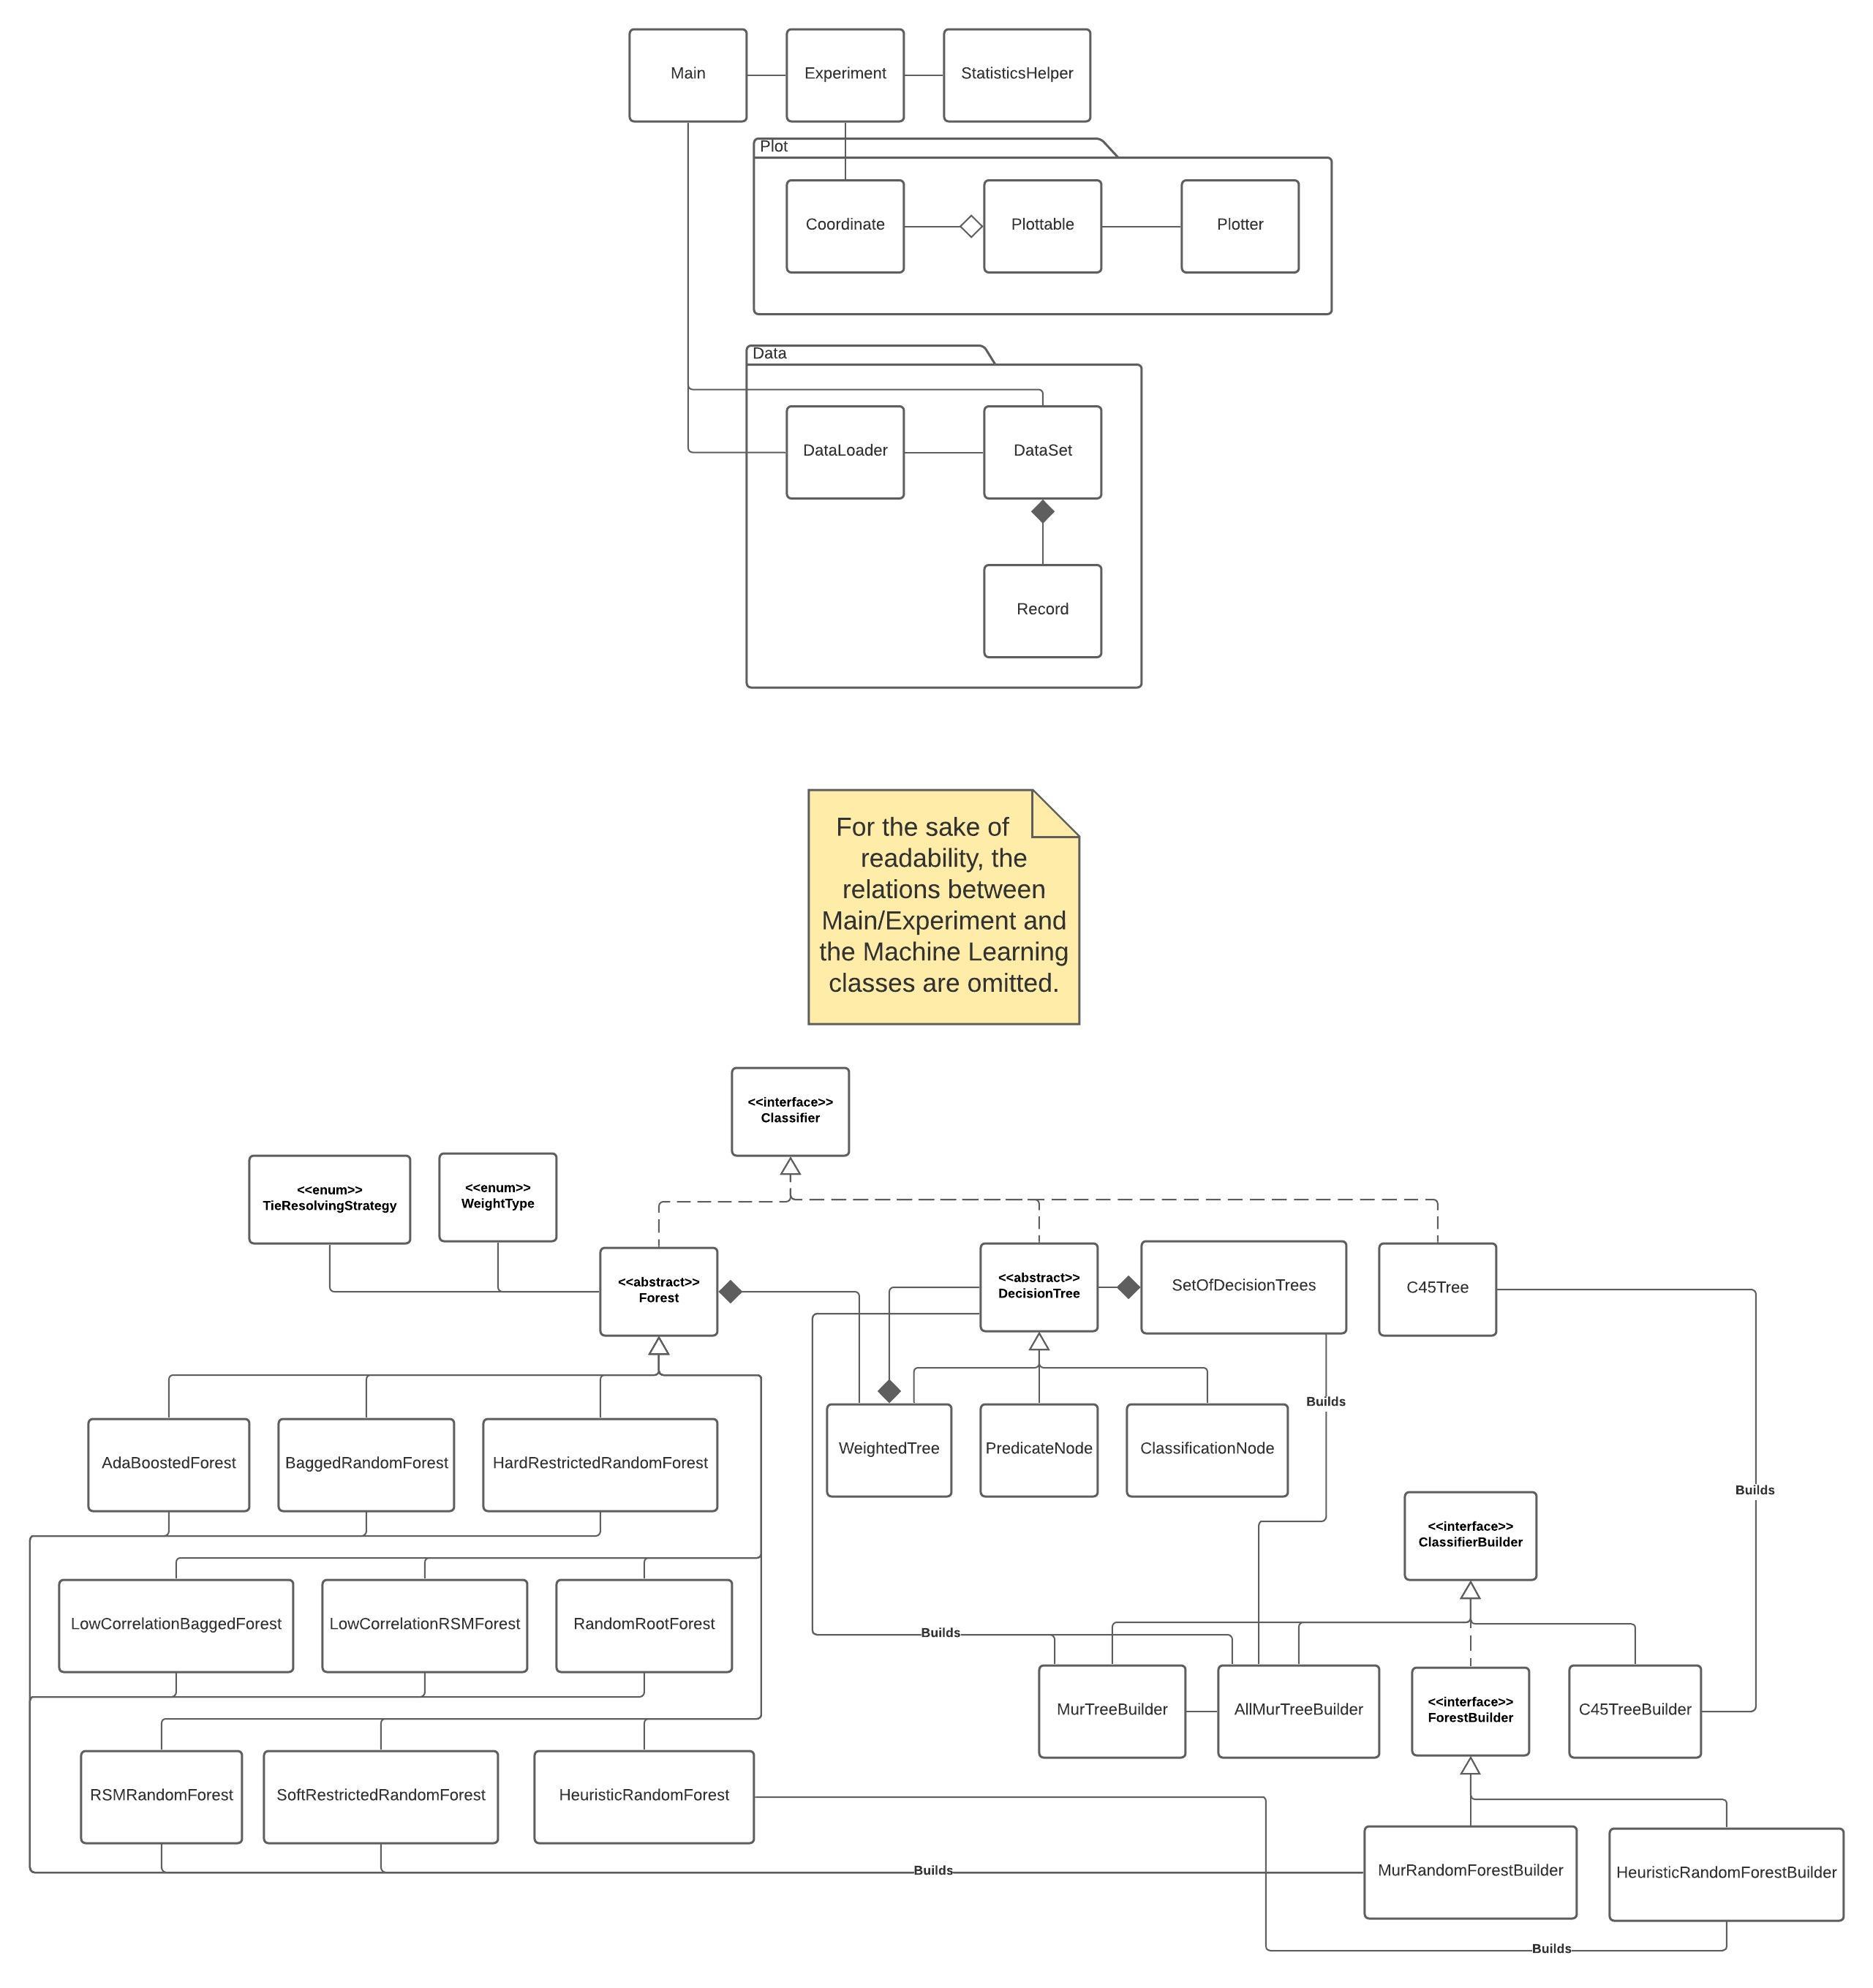 Main
Experiment
StatisticsHelper
Plot
Coordinate
Plottable
Plotter
Data
DataLoader
DataSet
Record
For the sake of
readability, the
relations between
Main/Experiment and
the Machine Learning
classes are omitted.
<<interface>>
Classifier
<<enum>>
TieResolvingStrategy
<<enum>>
WeightType
<<abstract>>
Forest
<<abstract>>
DecisionTree
SetOfDecisionTrees
C45Tree
Builds
AdaBoostedForest
BaggedRandomForest
HardRestrictedRandomForest
WeightedTree
PredicateNode
ClassificationNode
Builds
<<interface>>
ClassifierBuilder
LowCorrelationBaggedForest
LowCorrelationRSMForest
RandomRootForest
Builds
MurTreeBuilder
AllMurTreeBuilder
<<interface>>
ForestBuilder
C45TreeBuilder
RSMRandomForest
SoftRestrictedRandomForest
HeuristicRandomForest
Builds
MurRandomForestBuilder
HeuristicRandomForestBuilder
Builds